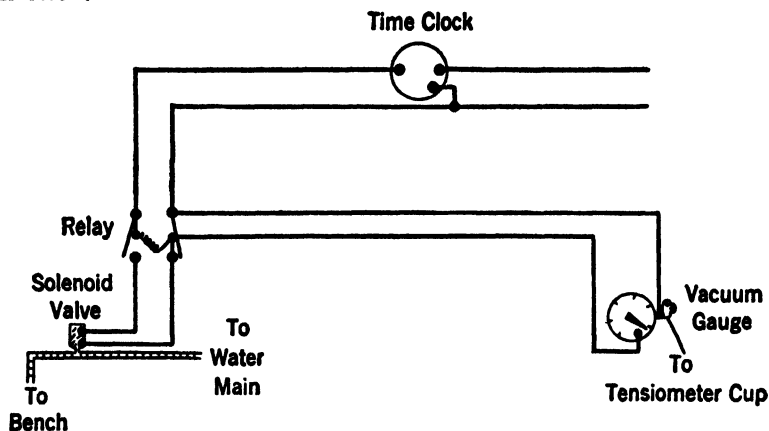 Time Clock
Relay
Solenoid
Valve
To
Water
Main
To
Bench
Vacuum
Gauge
To
Tensiometer Cup